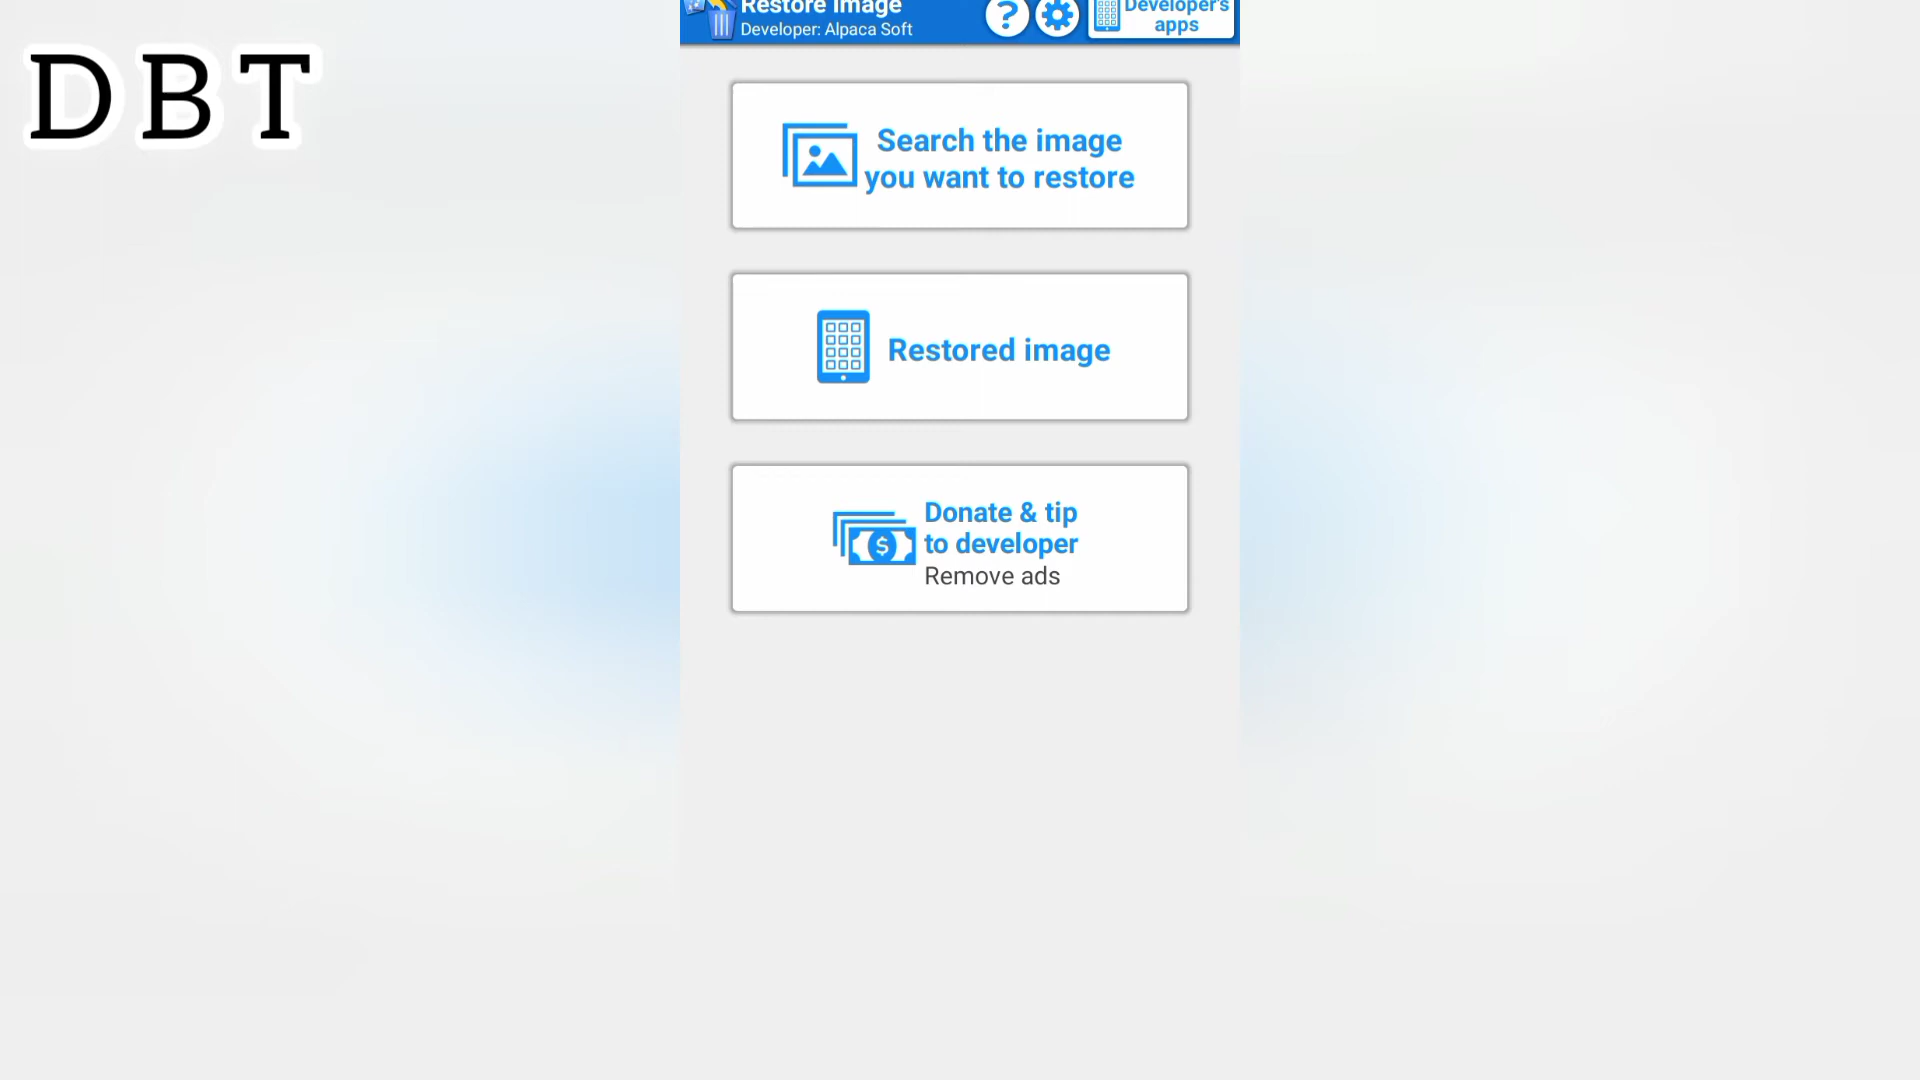 DBT
Restore Image
Developer: Alpaca Soft
?
Developer's
apps
Search the image
you want to restore
Restored image
$
Donate & tip
to developer
Remove ads